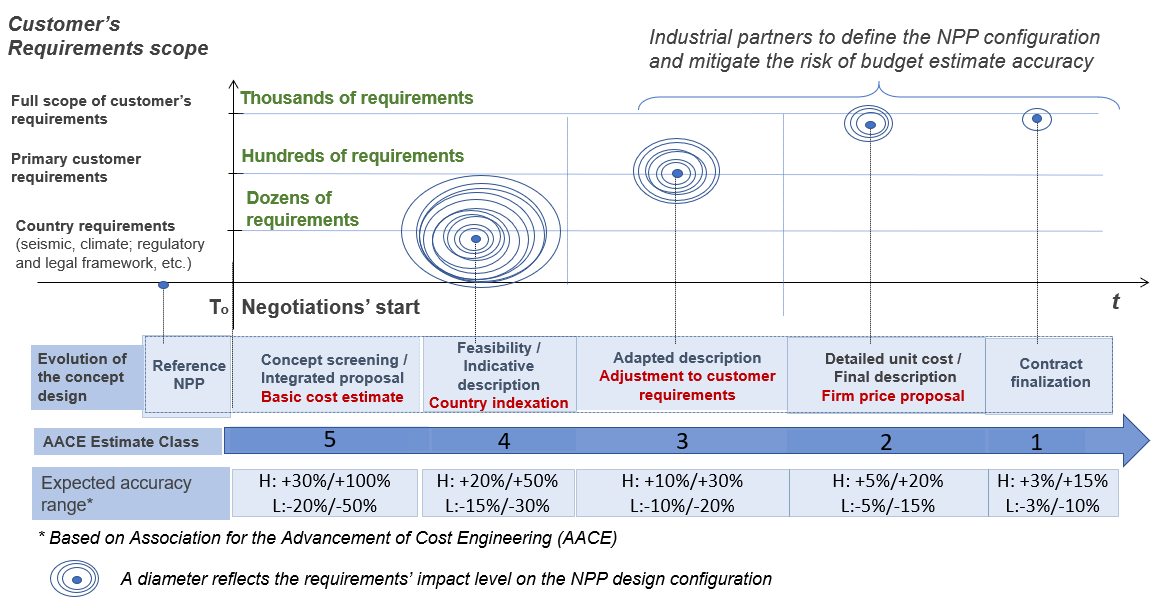 Customer’s
Requirements scope
Industrial partners to define the NPP configuration
and mitigate the risk of budget estimate accuracy
Full scope of customer’s
requirements
Thousands of requirements
Primary customer
requirements
Hundreds of requirements
Dozens of
requirements
Country requirements
(seismic, climate; regulatory
and legal framework, etc.)
T₀
Negotiations’ start
t
Evolution of
the concept
design
Reference
NPP
Concept screening /
Integrated proposal
Basic cost estimate
Feasibility /
Indicative
description
Country indexation
Adapted description
Adjustment to customer
requirements
Detailed unit cost /
Final description
Firm price proposal
Contract
finalization
AACE Estimate Class
5
4
3
2
1
Expected accuracy
range*
H: +30%/+100%
L:-20%/-50%
H: +20%/+50%
L:-15%/-30%
H: +10%/+30%
L:-10%/-20%
H: +5%/+20%
L:-5%/-15%
H: +3%/+15%
L:-3%/-10%
* Based on Association for the Advancement of Cost Engineering (AACE)
A diameter reflects the requirements’ impact level on the NPP design configuration